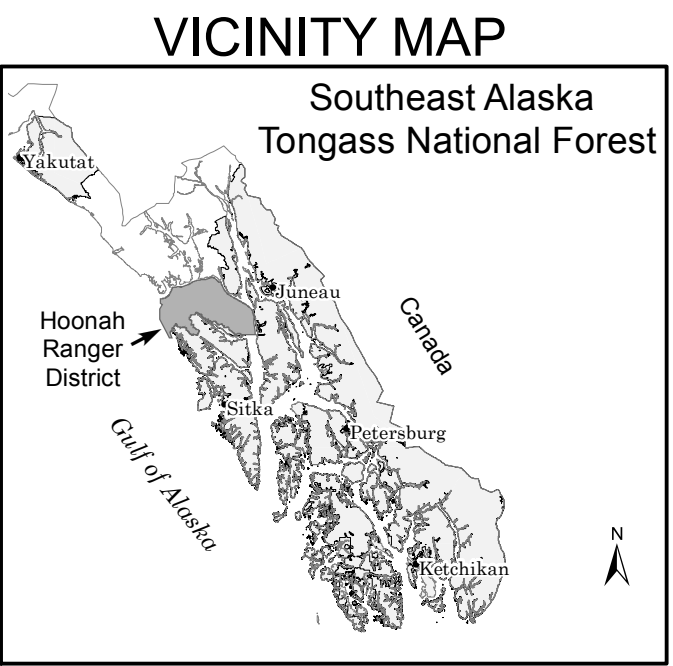 VICINITY MAP
Southeast Alaska
Tongass National Forest
Yakutat
Juneau
Hoonah
Ranger
District
Canada
Sitka
Gulf of Alaska
Petersburg
N
Ketchikan